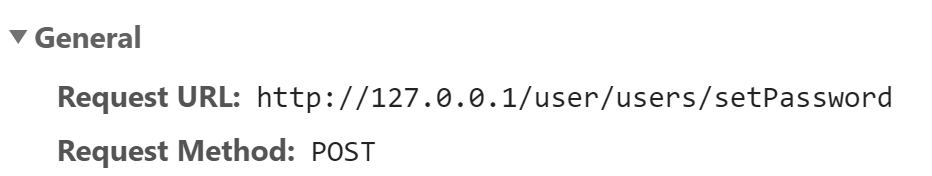 General
Request URL: http://127.0.0.1/user/users/setPassword
Request Method: POST